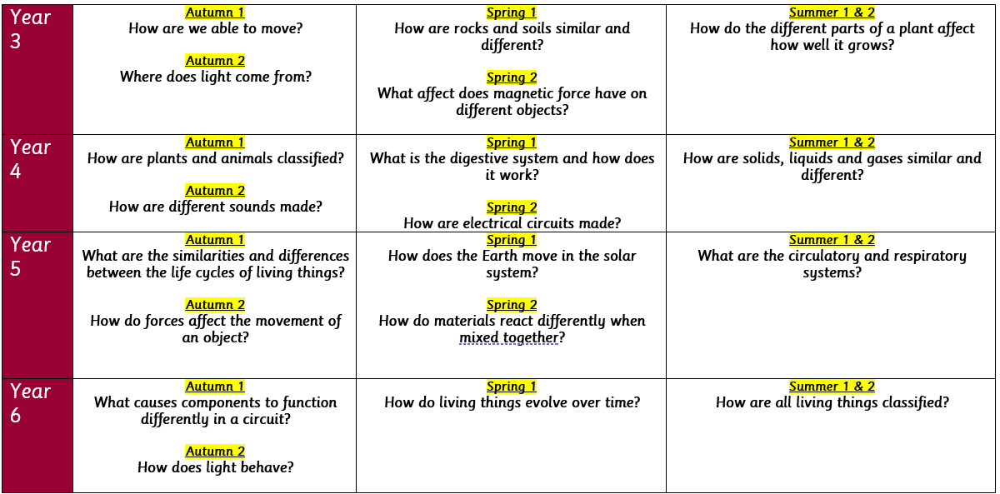 Year
3
Autumn 1
How are we able to move?
Autumn 2
Where does light come from?
Spring 1
How are rocks and soils similar and
different?
Spring 2
What affect does magnetic force have on
different objects?
Summer 1 & 2
How do the different parts of a plant affect
how well it grows?
Year
4
Autumn 1
How are plants and animals classified?
Autumn 2
How are different sounds made?
Spring 1
What is the digestive system and how does
it work?
Spring 2
How are electrical circuits made?
Summer 1 & 2
How are solids, liquids and gases similar and
different?
Year
5
Autumn 1
What are the similarities and differences
between the life cycles of living things?
Autumn 2
How do forces affect the movement of
an object?
Spring 1
How does the Earth move in the solar
system?
Spring 2
How do materials react differently when
mixed together?
Summer 1 & 2
What are the circulatory and respiratory
systems?
Year
6
Autumn 1
What causes components to function
differently in a circuit?
Autumn 2
How does light behave?
Spring 1
How do living things evolve over time?
Summer 1 & 2
How are all living things classified?